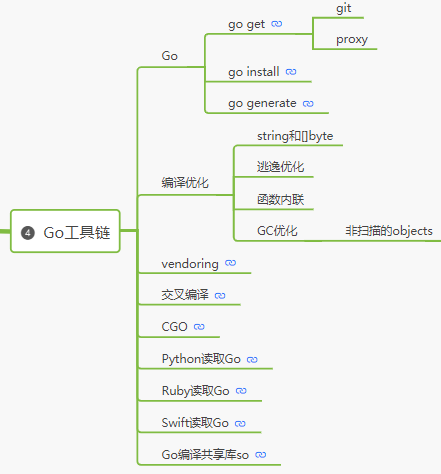 4 Go工具链
Go
go get
git
proxy
go install
go generate
编译优化
string和[]byte
逃逸优化
函数内联
GC优化
非扫描的objects
vendoring
交叉编译
CGO
Python读取Go
Ruby读取Go
Swift读取Go
Go编译共享库so